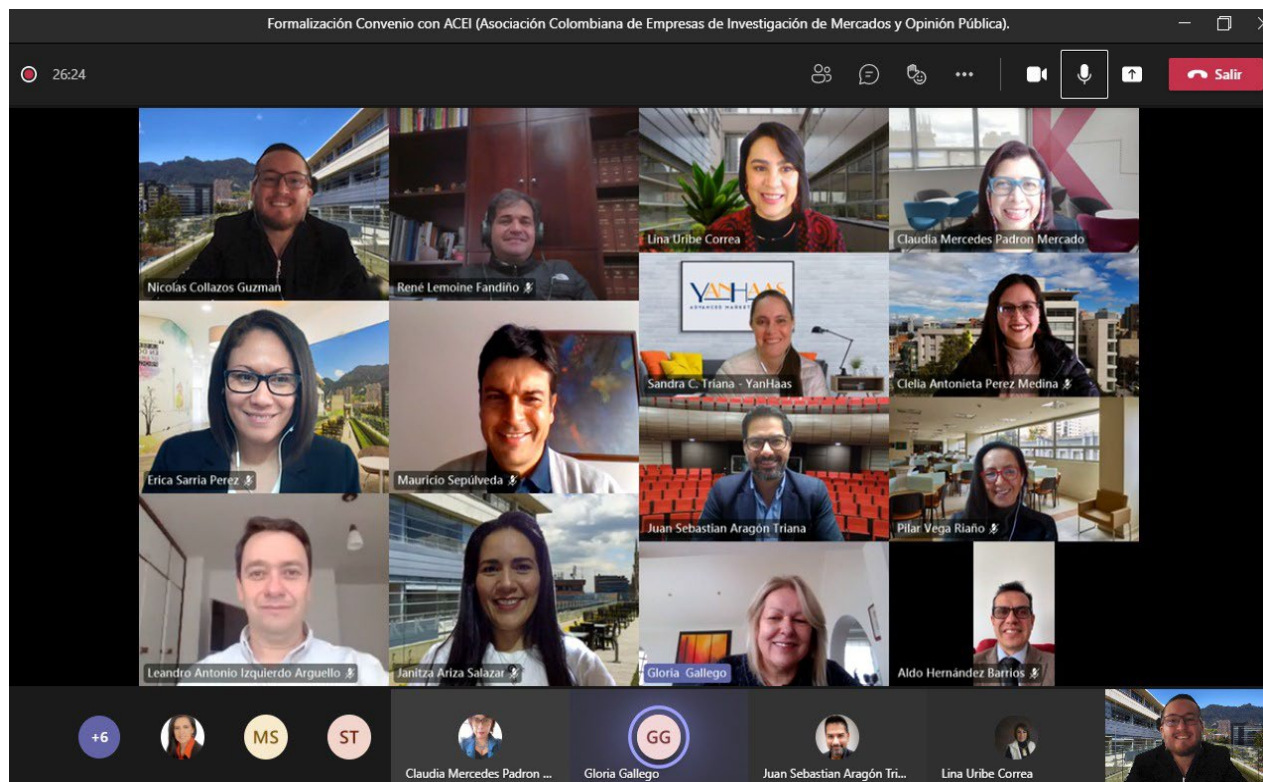 Formalización Convenio con ACEI (Asociación Colombiana de Empresas de Investigación de Mercados y Opinión Pública).
26:24
Salir
Nicolas Collazos Guzman
René Lemoine Fandiño
Lina Uribe Correa
Claudia Mercedes Padron Mercado
YANHAAS
ADVANCED MARKET
Sandra C. Triana - YanHaas
Clelia Antonieta Perez Medina
Erica Sarria Perez
Mauricio Sepúlveda
Juan Sebastian Aragón Triana
Pilar Vega Riaño
Leandro Antonio Izquierdo Arguello
Janitza Ariza Salazar
Gloria Gallego
Aldo Hernández Barrios
+6
MS
ST
GG
Claudia Mercedes Padron ...
Gloria Gallego
Juan Sebastian Aragón Tri...
Lina Uribe Correa